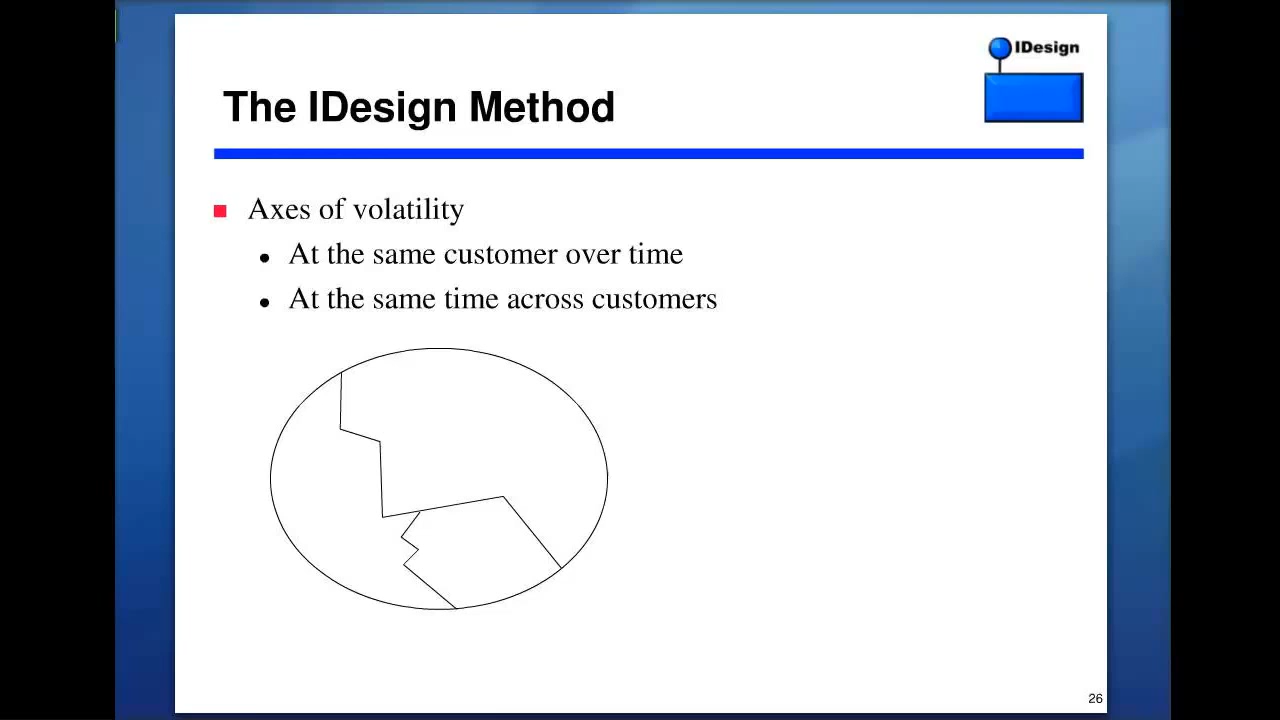 IDesign
The IDesign Method
Axes of volatility
At the same customer over time
At the same time across customers
26